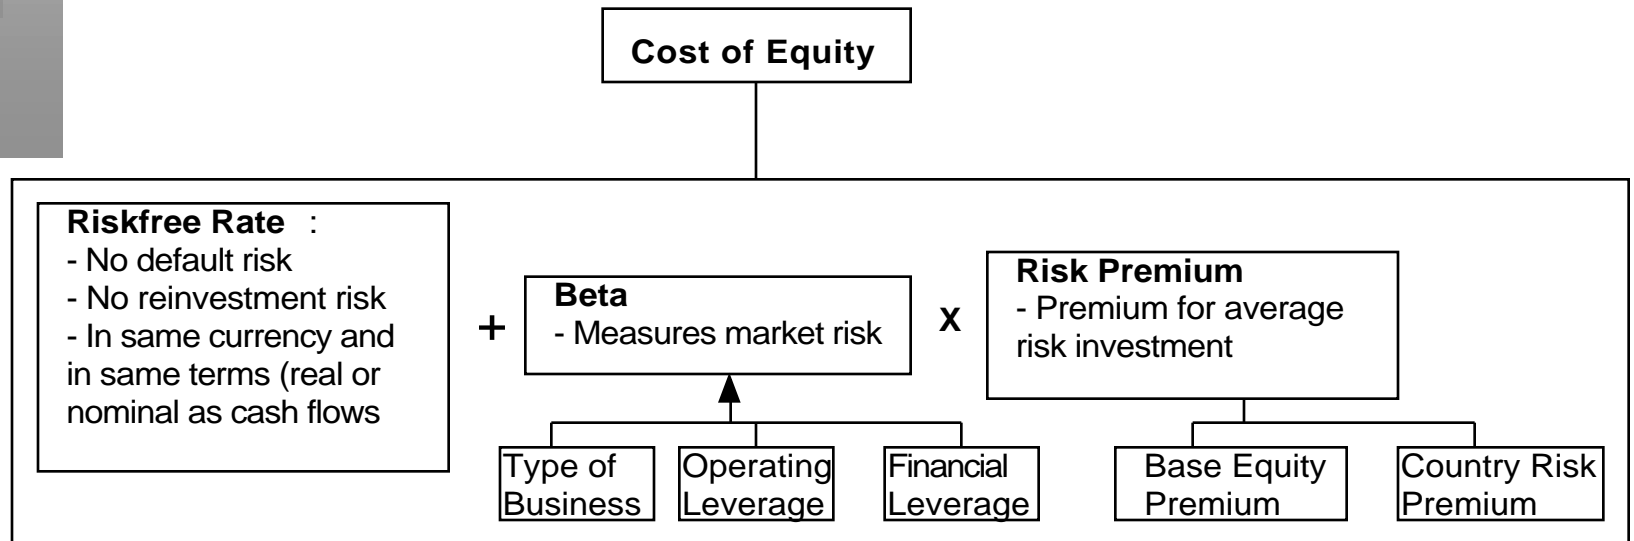 Cost of Equity
Riskfree Rate :
- No default risk
- No reinvestment risk
- In same currency and
in same terms (real or
nominal as cash flows
+
Beta
- Measures market risk
X
Risk Premium
- Premium for average
risk investment
Type of
Business
Operating
Leverage
Financial
Leverage
Base Equity
Premium
Country Risk
Premium